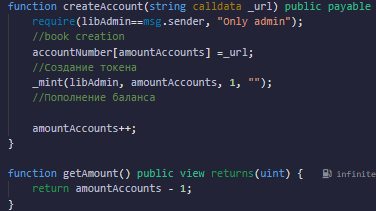 function createAccount(string calldata _url) public payable
require(libAdmin==msg.sender, "Only admin");
//book creation
accountNumber[amountAccounts] =_url;
//Создание токена
_mint(libAdmin, amountAccounts, 1, "");
//Пополнение баланса
amountAccounts++;
}
function getAmount() public view returns(uint) { infinite
return amountAccounts - 1;
}